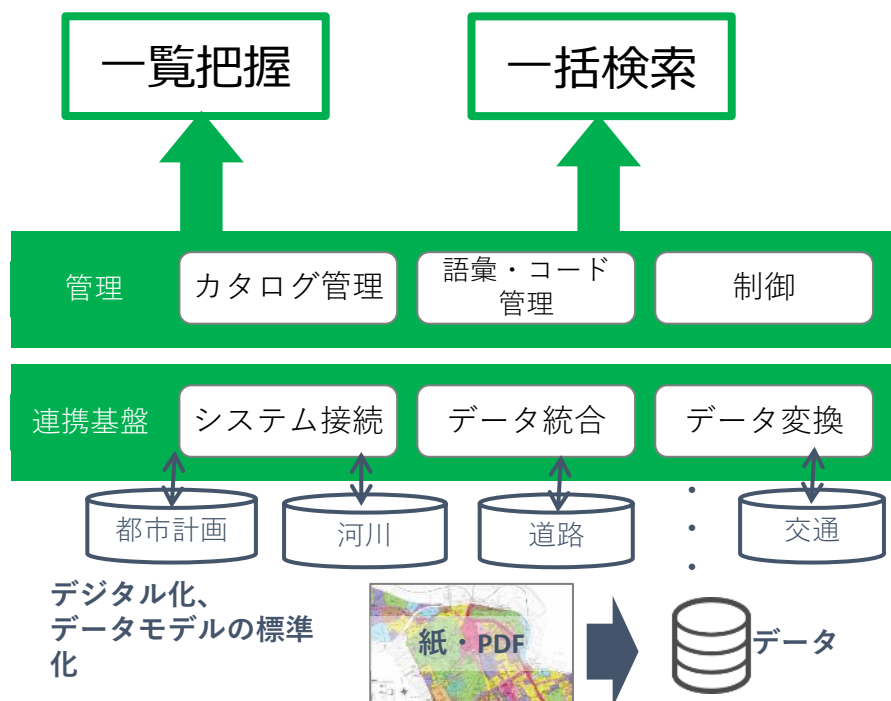 一覧把握
一括検索
管理
カタログ管理
語彙・コード
管理
制御
連携基盤
システム接続
データ統合
データ変換
都市計画
河川
道路
交通
デジタル化、
データモデルの標準
化
紙・PDF
データ